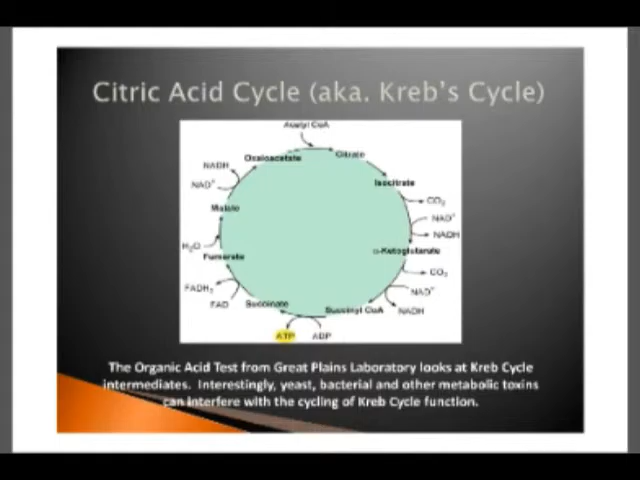 Citric Acid Cycle (aka. Kreb's Cycle)
Acetyl CoA
Oxaloacetate
Citrate
NADH
Isocitrate
NAD+
CO2
Malate
NAD+
NADH
H2O
α-Ketoglutarate
Fumerate
CO2
FADH2
NAD+
FAD
Succinate
Succinyl CoA
NADH
ATP
ADP
The Organic Acid Test from Great Plains Laboratory looks at Kreb Cycle
intermediates. Interestingly, yeast, bacterial and other metabolic toxins
can interfere with the cycling of Kreb Cycle function.